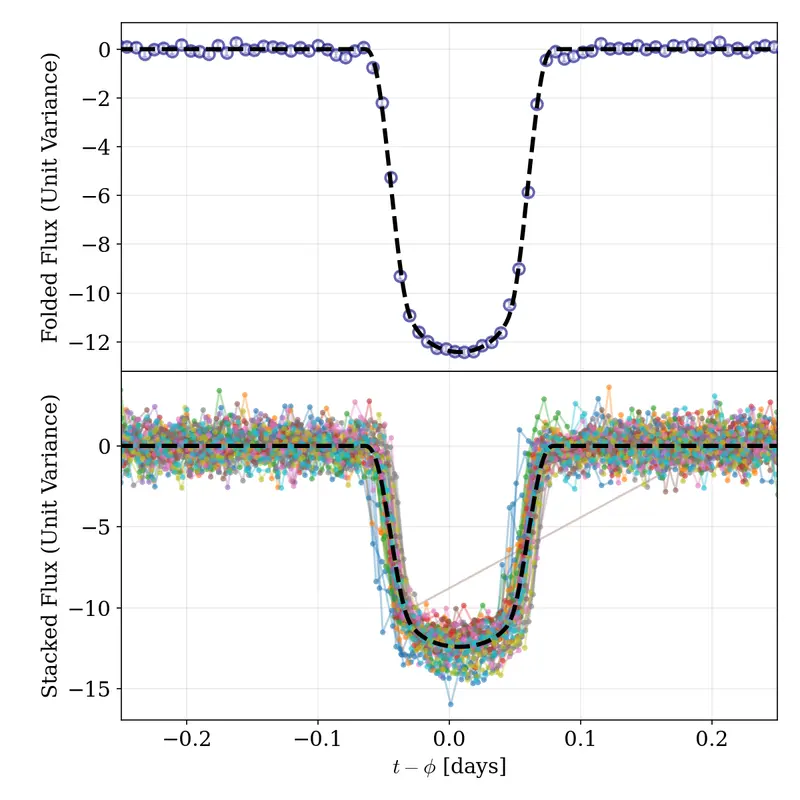 Folded Flux (Unit Variance)
0
−2
−4
−6
−8
−10
−12
Stacked Flux (Unit Variance)
0
−5
−10
−15
−0.2 −0.1 0.0 0.1 0.2
t − ϕ [days]